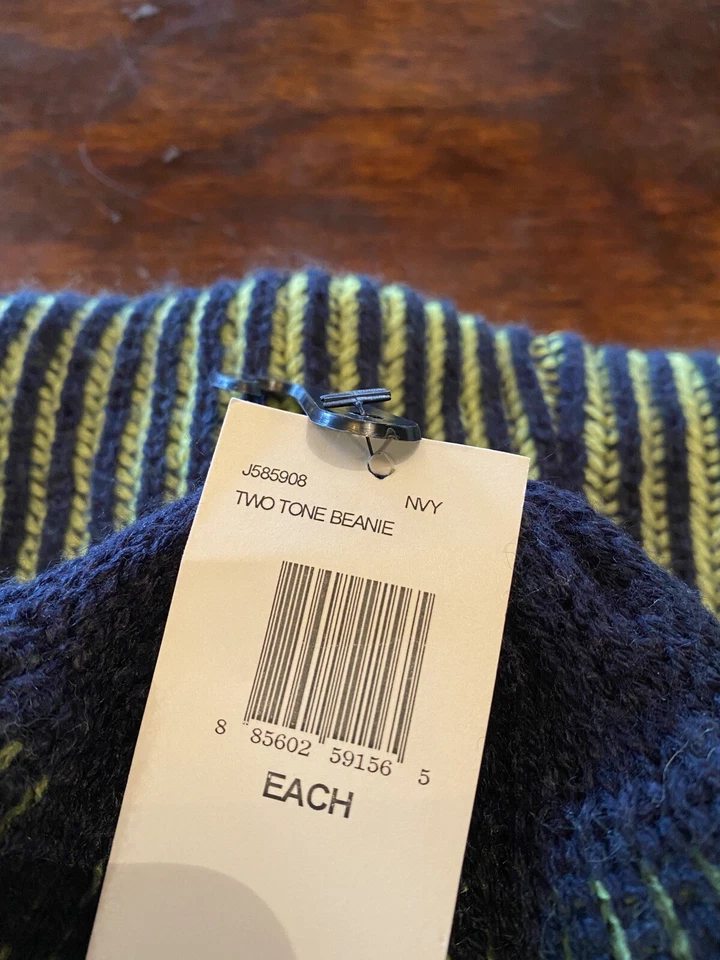 J585908
NVY
TWO TONE BEANIE
8 85602 59156 5
EACH